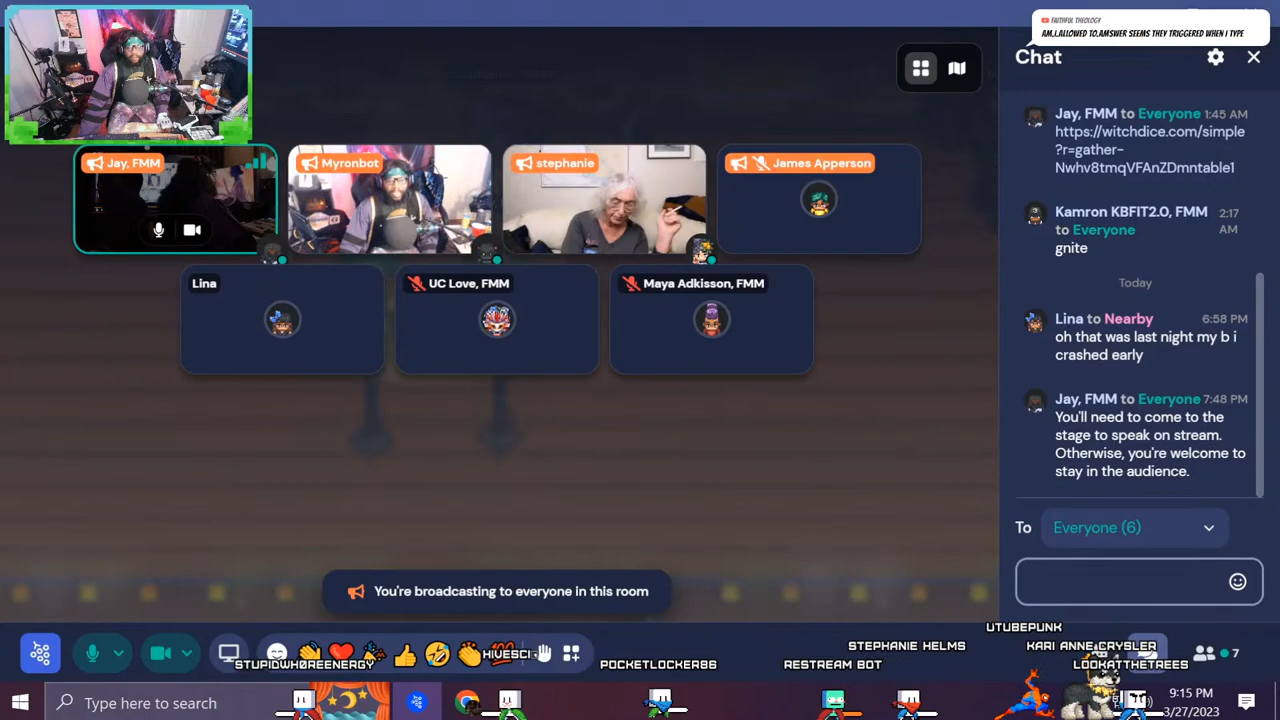 FAITHFUL THEOLOGY
AM.I.ALLOWED TO.AMSWER SEEMS THEY TRIGGERED WHEN I TYPE
Chat
Jay, FMM to Everyone 1:45 AM
https://witchdice.com/simple
?r=gather-
Nwhv8tmqVFAnZDmntable1
Kamron KBFIT2.0, FMM 2:17
to Everyone AM
gnite
Today
Lina to Nearby 6:58 PM
oh that was last night my b i
crashed early
Jay, FMM to Everyone 7:48 PM
You'll need to come to the
stage to speak on stream.
Otherwise, you're welcome to
stay in the audience.
To Everyone (6)
Jay, FMM
Myronbot
stephanie
James Apperson
Lina
UC Love, FMM
Maya Adkisson, FMM
You're broadcasting to everyone in this room
UTUBEPUNK
STEPHANIE HELMS
KARI ANNE CRYSLER
HIVESCI
STUPIDWH0REENERGY
POCKETLOCKER86
RESTREAM BOT
LOOKATTHETREES
7
Type here to search
9:15 PM
3/27/2023